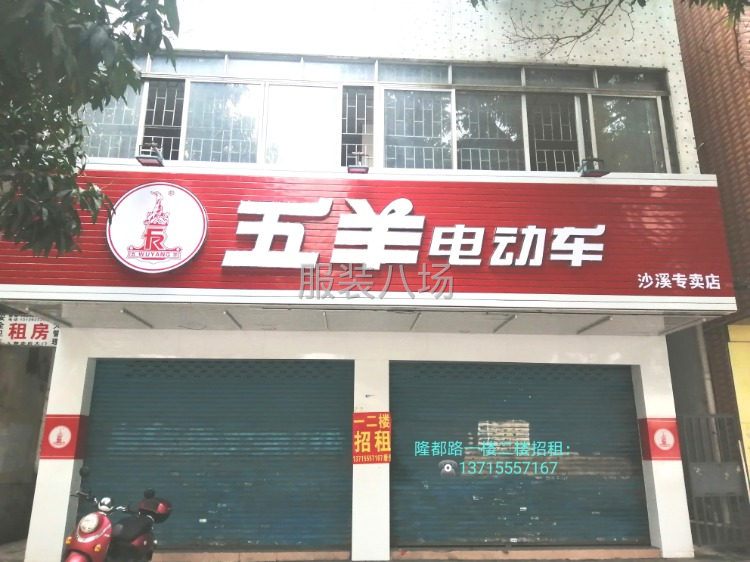 五羊电动车
WUYANG
沙溪专卖店
服装八场
租房
一二楼
招租
13715557167
隆都路一楼二楼招租:
13715557167